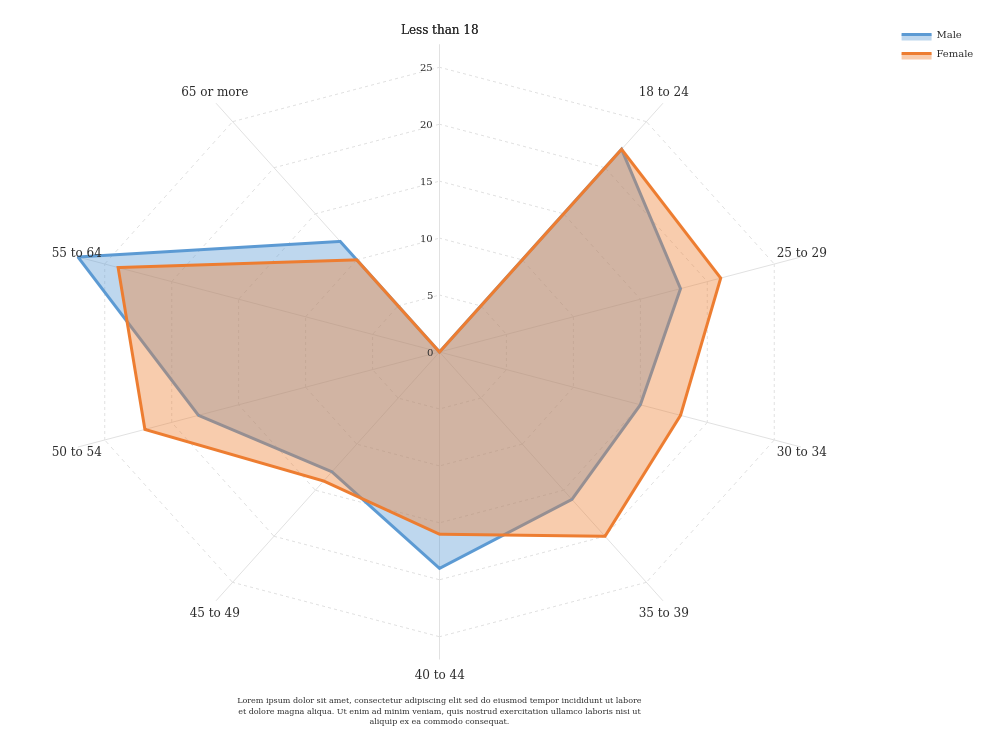 Less than 18
Male
Female
25
20
15
10
5
0
18 to 24
25 to 29
30 to 34
35 to 39
40 to 44
45 to 49
50 to 54
55 to 64
65 or more
Lorem ipsum dolor sit amet, consectetur adipiscing elit sed do eiusmod tempor incididunt ut labore
et dolore magna aliqua. Ut enim ad minim veniam, quis nostrud exercitation ullamco laboris nisi ut
aliquip ex ea commodo consequat.